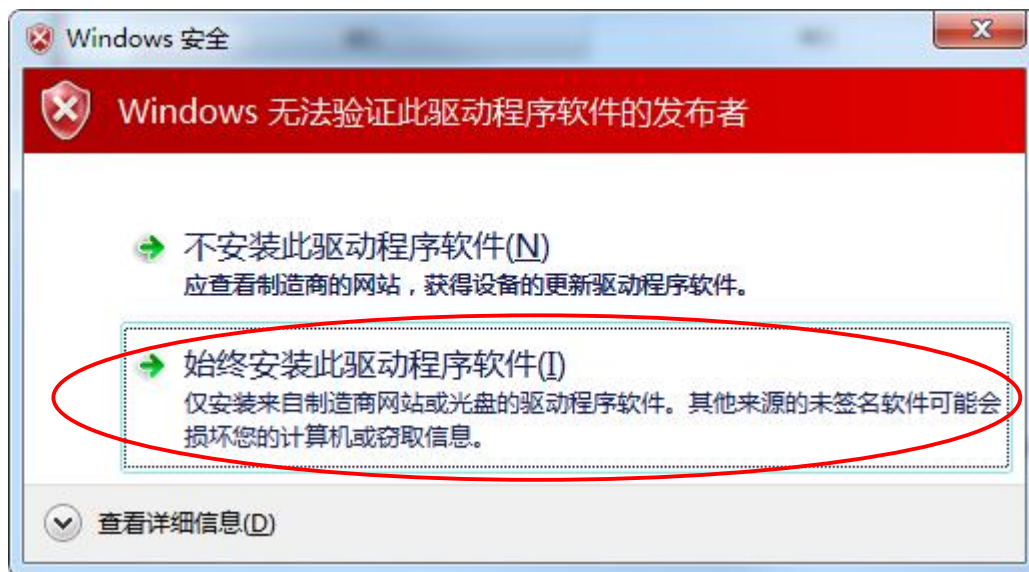 Windows 安全
Windows 无法验证此驱动程序软件的发布者
不安装此驱动程序软件(N)
应查看制造商的网站，获得设备的更新驱动程序软件。
始终安装此驱动程序软件(I)
仅安装来自制造商网站或光盘的驱动程序软件。其他来源的未签名软件可能会
损坏您的计算机或窃取信息。
查看详细信息(D)